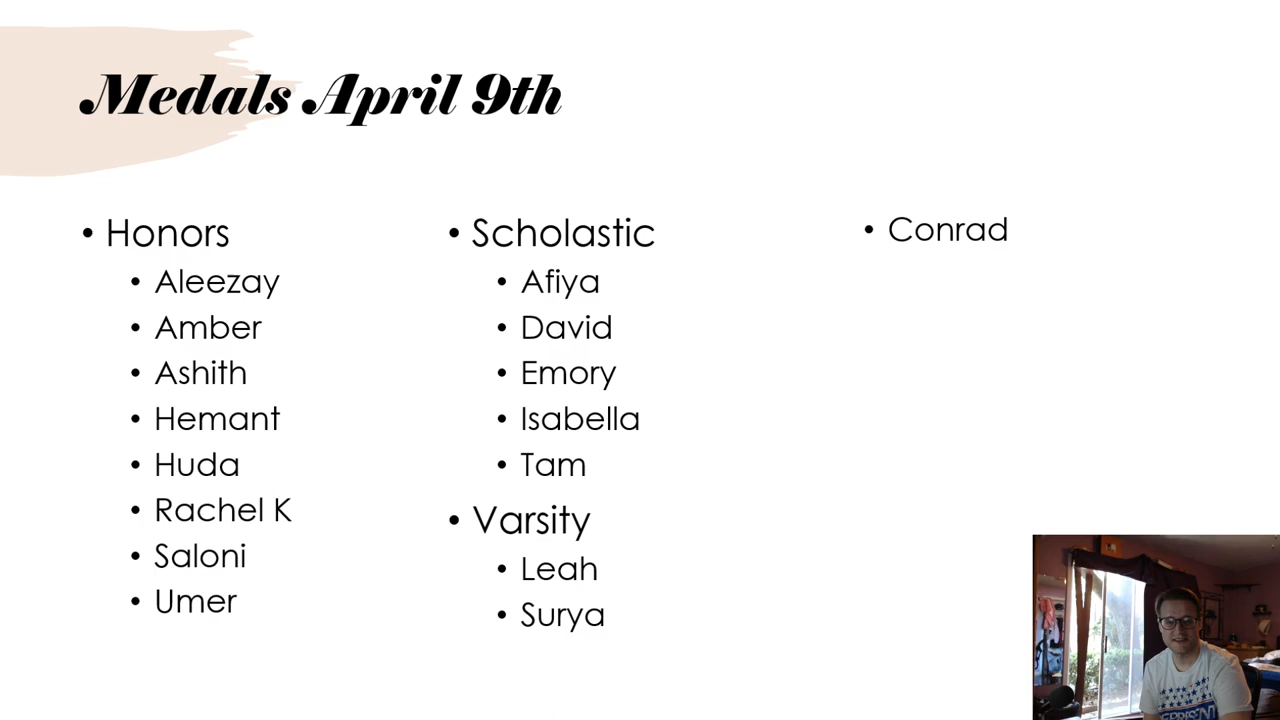 Medals April 9th
• Honors
• Aleezay
• Amber
• Ashith
• Hemant
• Huda
• Rachel K
• Saloni
• Umer
• Scholastic
• Afiya
• David
• Emory
• Isabella
• Tam
• Varsity
• Leah
• Surya
• Conrad